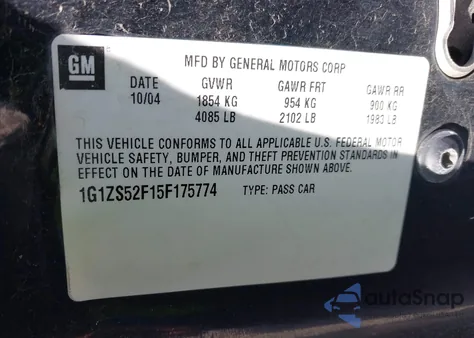 GM
MFD BY GENERAL MOTORS CORP
DATE GVWR GAWR FRT GAWR RR
10/04 1854 KG 954 KG 900 KG
4085 LB 2102 LB 1983 LB
THIS VEHICLE CONFORMS TO ALL APPLICABLE U.S. FEDERAL MOTOR
VEHICLE SAFETY, BUMPER, AND THEFT PREVENTION STANDARDS IN
EFFECT ON THE DATE OF MANUFACTURE SHOWN ABOVE.
1G1ZS52F15F175774 TYPE: PASS CAR
autoSnap